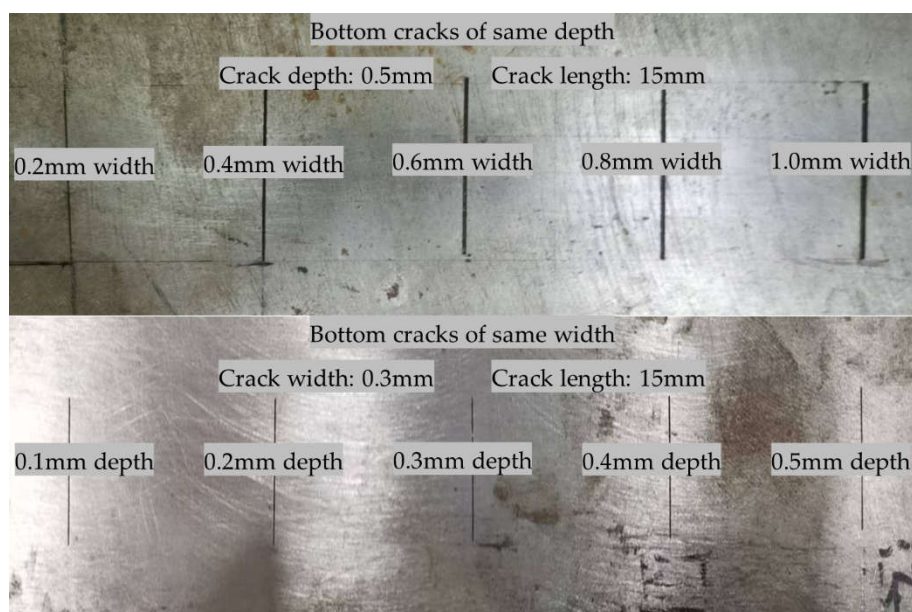 Bottom cracks of same depth
Crack depth: 0.5mm Crack length: 15mm
0.2mm width 0.4mm width 0.6mm width 0.8mm width 1.0mm width
Bottom cracks of same width
Crack width: 0.3mm Crack length: 15mm
0.1mm depth 0.2mm depth 0.3mm depth 0.4mm depth 0.5mm depth